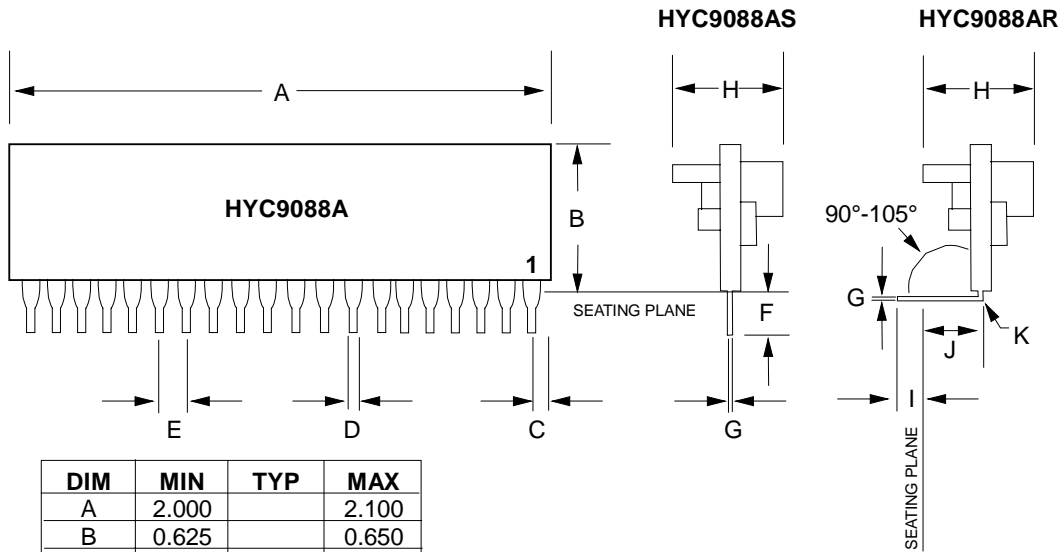 HYC9088AS HYC9088AR
A
H
H
HYC9088A
B
90°-105°
1
SEATING PLANE
F
G
K
J
I
E
D
C
G
SEATING PLANE
DIM MIN TYP MAX
A 2.000 2.100
B 0.625 0.650